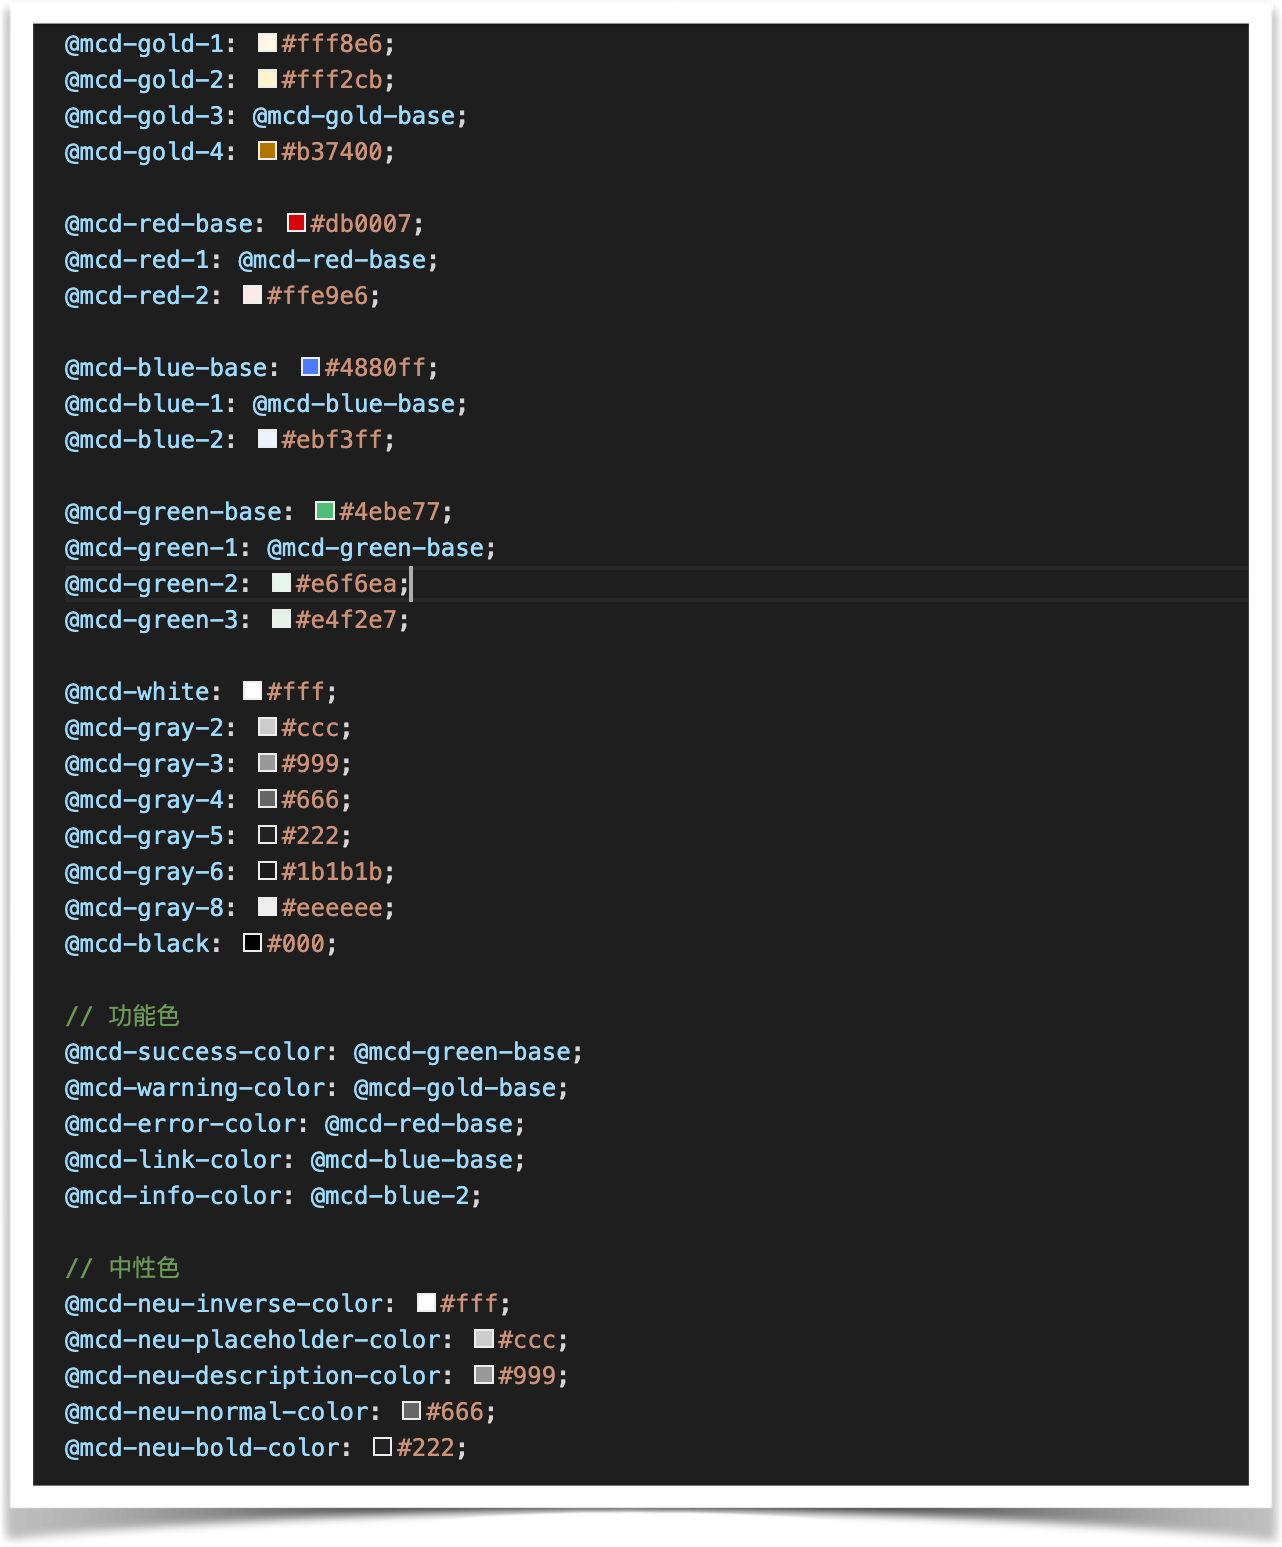 @mcd-gold-1: #fff8e6;
@mcd-gold-2: #fff2cb;
@mcd-gold-3: @mcd-gold-base;
@mcd-gold-4: #b37400;
@mcd-red-base: #db0007;
@mcd-red-1: @mcd-red-base;
@mcd-red-2: #ffe9e6;
@mcd-blue-base: #4880ff;
@mcd-blue-1: @mcd-blue-base;
@mcd-blue-2: #ebf3ff;
@mcd-green-base: #4ebe77;
@mcd-green-1: @mcd-green-base;
@mcd-green-2: #e6f6ea;
@mcd-green-3: #e4f2e7;
@mcd-white: #fff;
@mcd-gray-2: #ccc;
@mcd-gray-3: #999;
@mcd-gray-4: #666;
@mcd-gray-5: #222;
@mcd-gray-6: #1b1b1b;
@mcd-gray-8: #eeeeee;
@mcd-black: #000;
// 功能色
@mcd-success-color: @mcd-green-base;
@mcd-warning-color: @mcd-gold-base;
@mcd-error-color: @mcd-red-base;
@mcd-link-color: @mcd-blue-base;
@mcd-info-color: @mcd-blue-2;
// 中性色
@mcd-neu-inverse-color: #fff;
@mcd-neu-placeholder-color: #ccc;
@mcd-neu-description-color: #999;
@mcd-neu-normal-color: #666;
@mcd-neu-bold-color: #222;